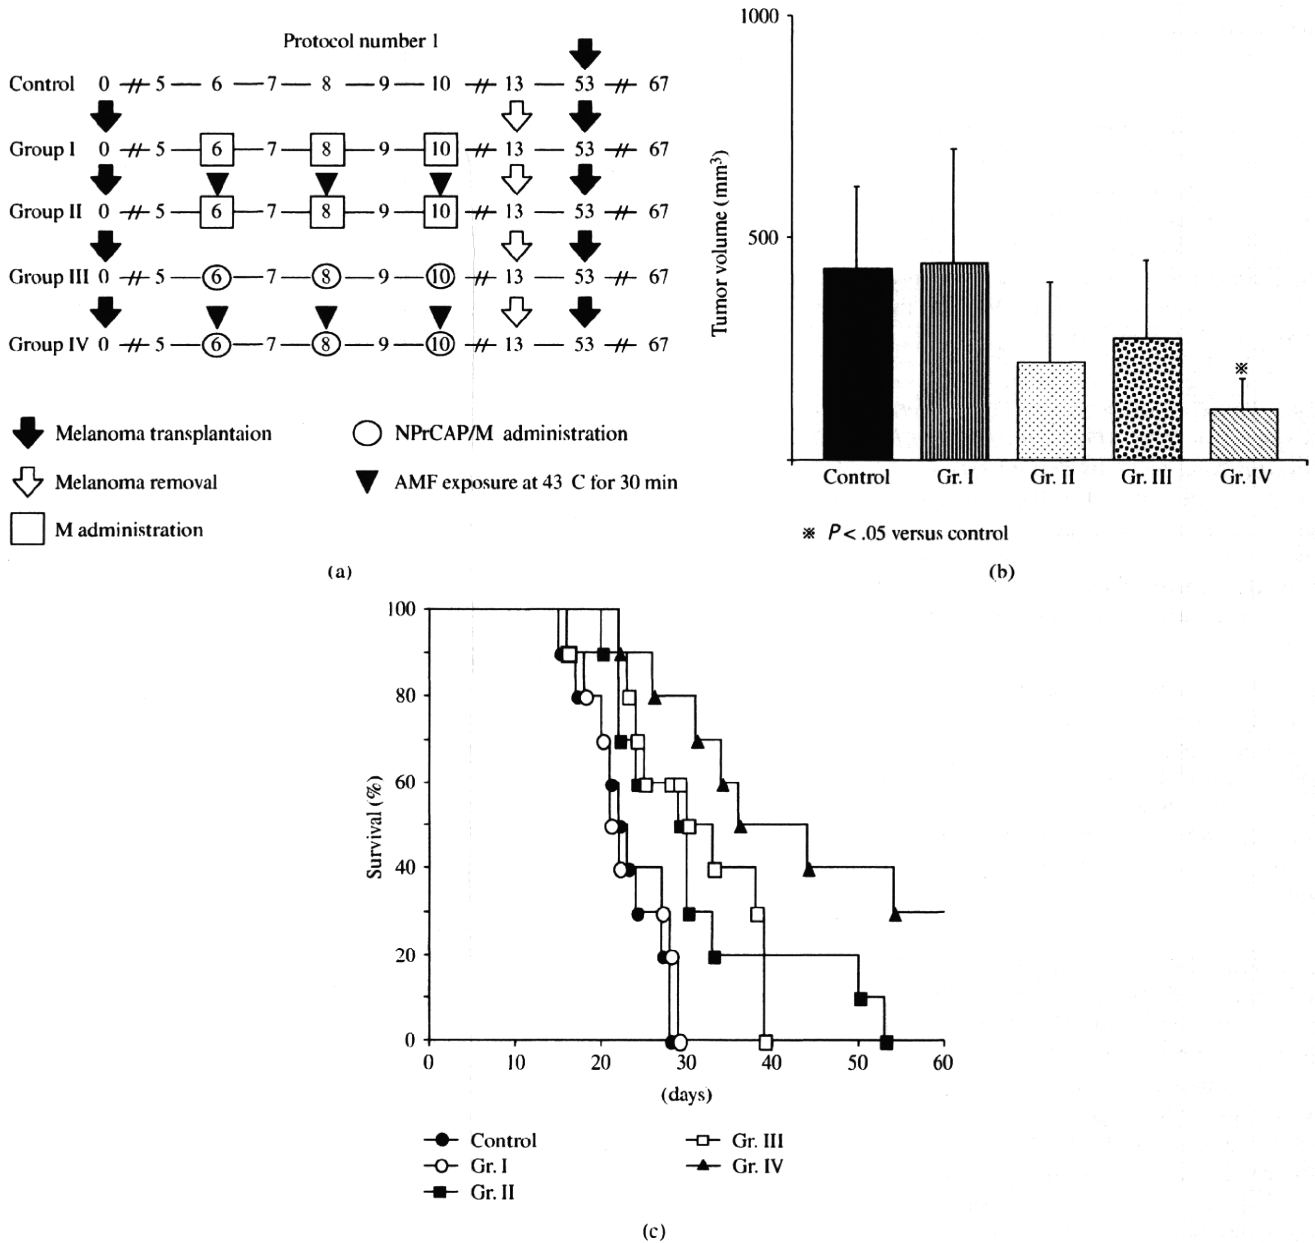 Protocol number 1
Control 0 5 6 7 8 9 10 13 53 67
Group I 0 5 6 7 8 9 10 13 53 67
Group II 0 5 6 7 8 9 10 13 53 67
Group III 0 5 6 7 8 9 10 13 53 67
Group IV 0 5 6 7 8 9 10 13 53 67
Melanoma transplantaion
NPrCAP/M administration
Melanoma removal
AMF exposure at 43 C for 30 min
M administration
(a)
1000
500
Tumor volume (mm³)
※
Control Gr. I Gr. II Gr. III Gr. IV
※ P < .05 versus control
(b)
100
80
60
40
20
0
Survival (%)
0 10 20 30 40 50 60
(days)
Control
Gr. I
Gr. II
Gr. III
Gr. IV
(c)